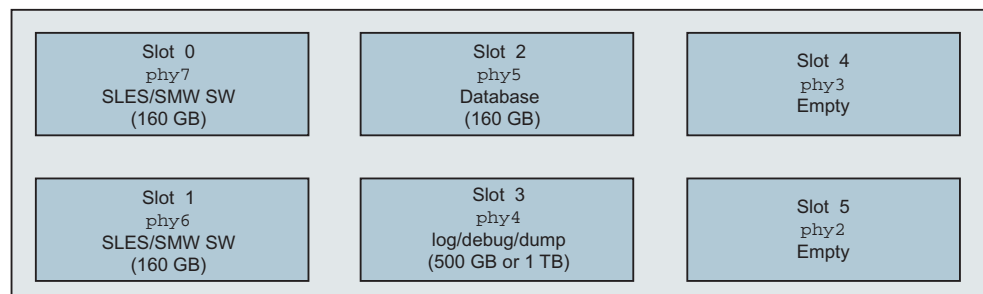 Slot 0
phy7
SLES/SMW SW
(160 GB)
Slot 2
phy5
Database
(160 GB)
Slot 4
phy3
Empty
Slot 1
phy6
SLES/SMW SW
(160 GB)
Slot 3
phy4
log/debug/dump
(500 GB or 1 TB)
Slot 5
phy2
Empty